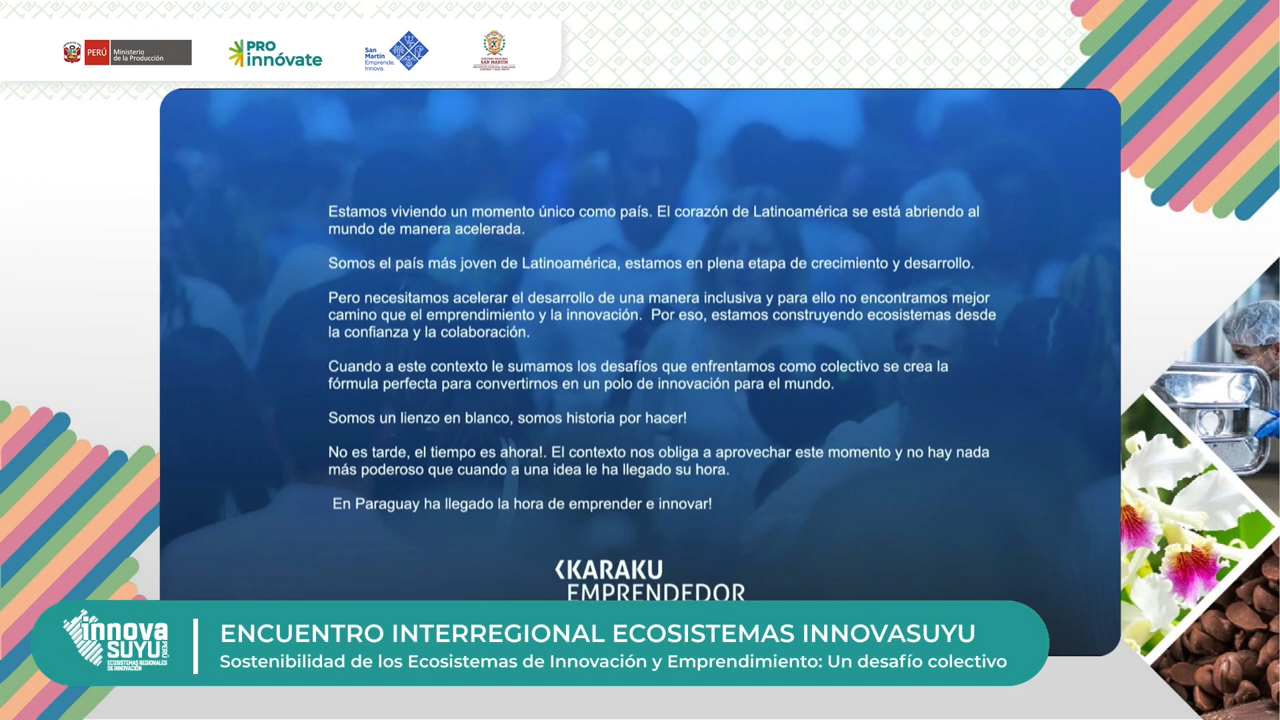 PERÚ
Ministerio
de la Producción
PRO
innóvate
San
Martín
Emprende.
Innova.
SAN MARTÍN
Estamos viviendo un momento único como país. El corazón de Latinoamérica se está abriendo al
mundo de manera acelerada.
Somos el país más joven de Latinoamérica, estamos en plena etapa de crecimiento y desarrollo.
Pero necesitamos acelerar el desarrollo de una manera inclusiva y para ello no encontramos mejor
camino que el emprendimiento y la innovación.  Por eso, estamos construyendo ecosistemas desde
la confianza y la colaboración.
Cuando a este contexto le sumamos los desafíos que enfrentamos como colectivo se crea la
fórmula perfecta para convertirnos en un polo de innovación para el mundo.
Somos un lienzo en blanco, somos historia por hacer!
No es tarde, el tiempo es ahora!. El contexto nos obliga a aprovechar este momento y no hay nada
más poderoso que cuando a una idea le ha llegado su hora.
En Paraguay ha llegado la hora de emprender e innovar!
KARAKU
EMPRENDEDOR
innova
SUYU
PERÚ
ECOSISTEMAS REGIONALES
DE INNOVACIÓN
ENCUENTRO INTERREGIONAL ECOSISTEMAS INNOVASUYU
Sostenibilidad de los Ecosistemas de Innovación y Emprendimiento: Un desafío colectivo